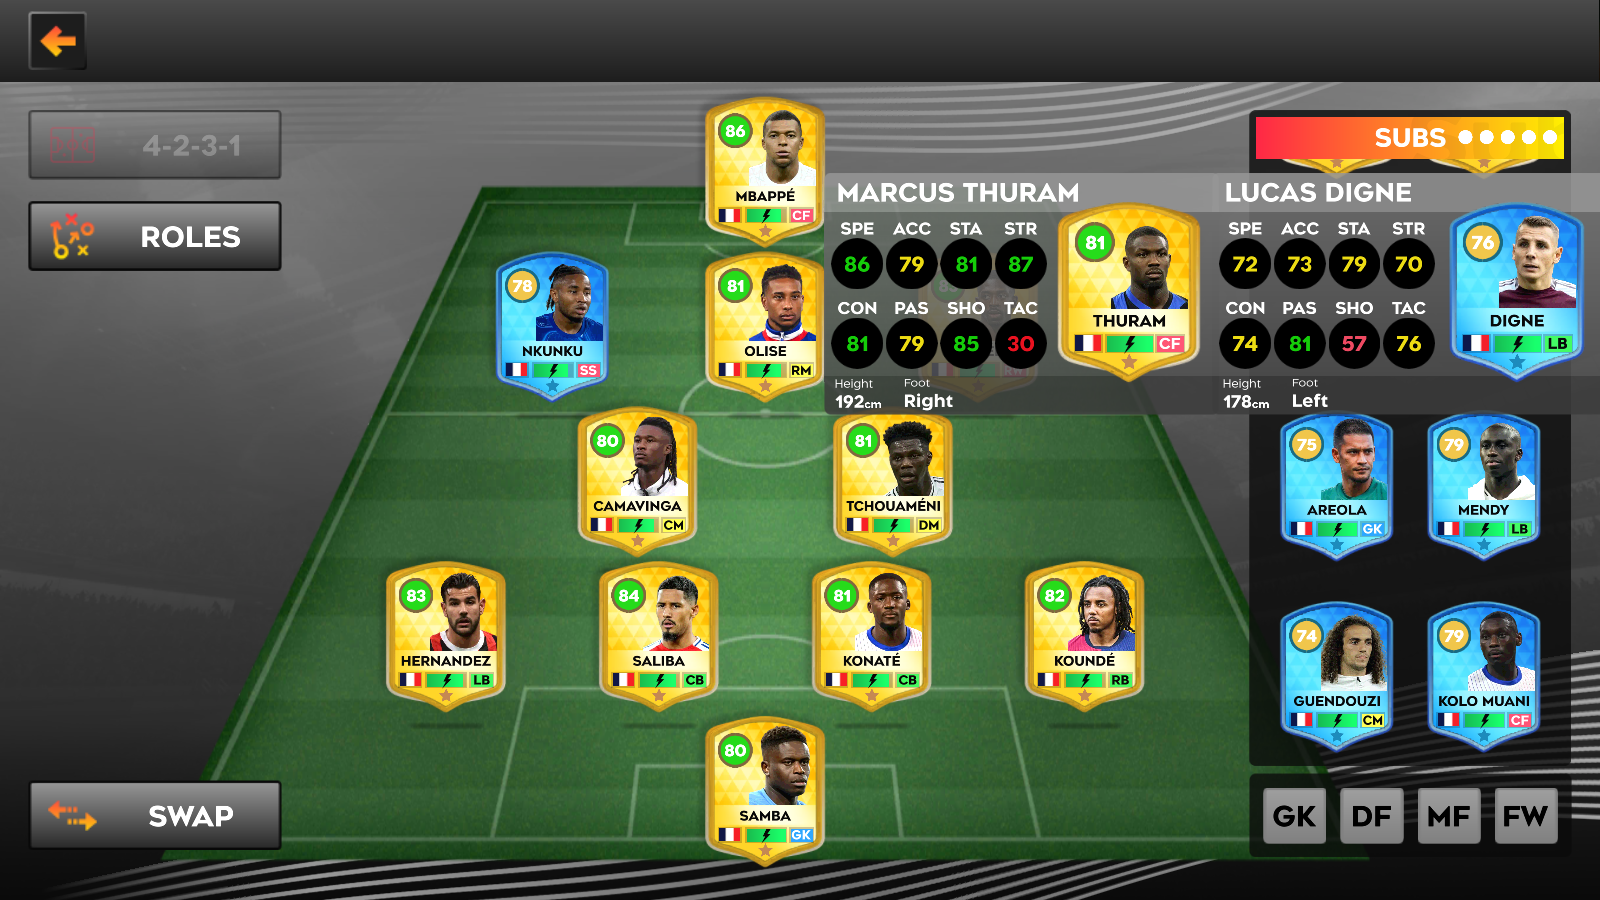 4-2-3-1
ROLES
SWAP
86
MBAPPÉ
CF
78
NKUNKU
SS
81
OLISE
RM
80
CAMAVINGA
CM
81
TCHOUAMÉNI
DM
83
HERNANDEZ
LB
84
SALIBA
CB
81
KONATÉ
CB
82
KOUNDÉ
RB
80
SAMBA
GK
SUBS
MARCUS THURAM
SPE ACC STA STR
86 79 81 87
CON PAS SHO TAC
81 79 85 30
Height Foot
192cm Right
81
THURAM
CF
LUCAS DIGNE
SPE ACC STA STR
72 73 79 70
CON PAS SHO TAC
74 81 57 76
Height Foot
178cm Left
76
DIGNE
LB
75
AREOLA
GK
79
MENDY
LB
74
GUENDOUZI
CM
79
KOLO MUANI
CF
GK DF MF FW